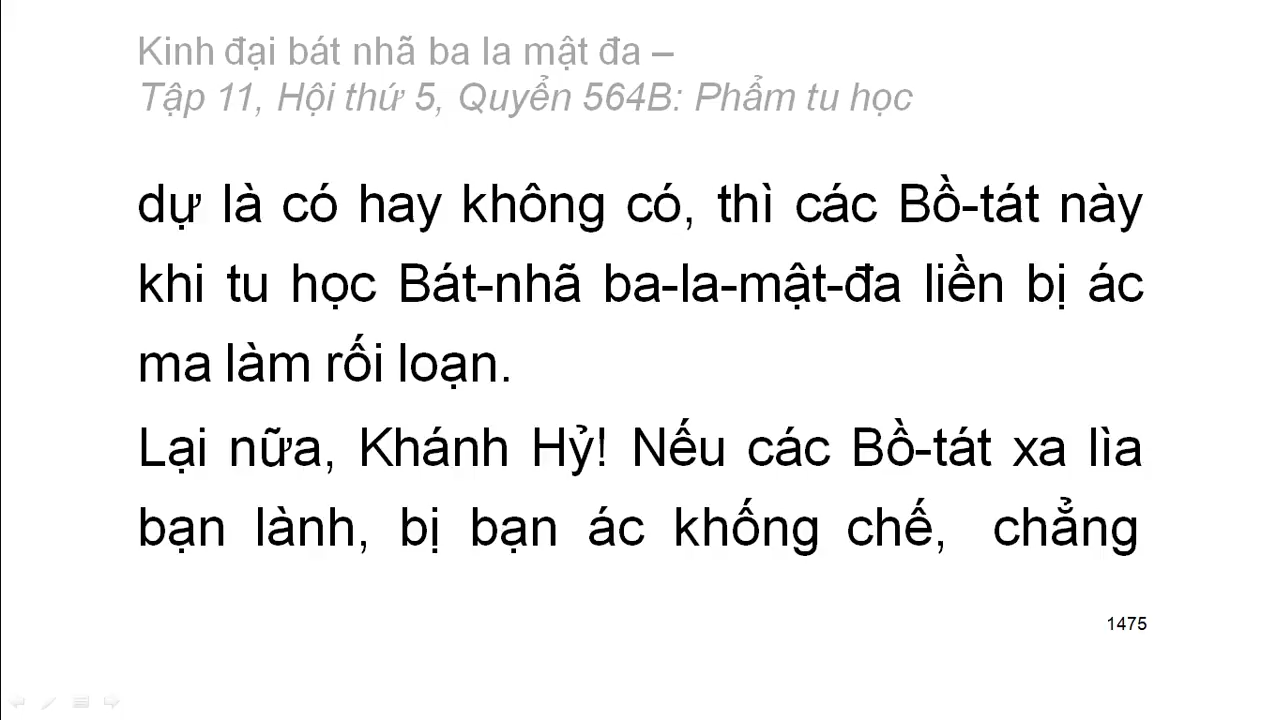 Kinh đại bát nhã ba la mật đa –
Tập 11, Hội thứ 5, Quyển 564B: Phẩm tu học
dự là có hay không có, thì các Bồ-tát này
khi tu học Bát-nhã ba-la-mật-đa liền bị ác
ma làm rối loạn.
Lại nữa, Khánh Hỷ! Nếu các Bồ-tát xa lìa
bạn lành, bị bạn ác khống chế, chẳng
1475